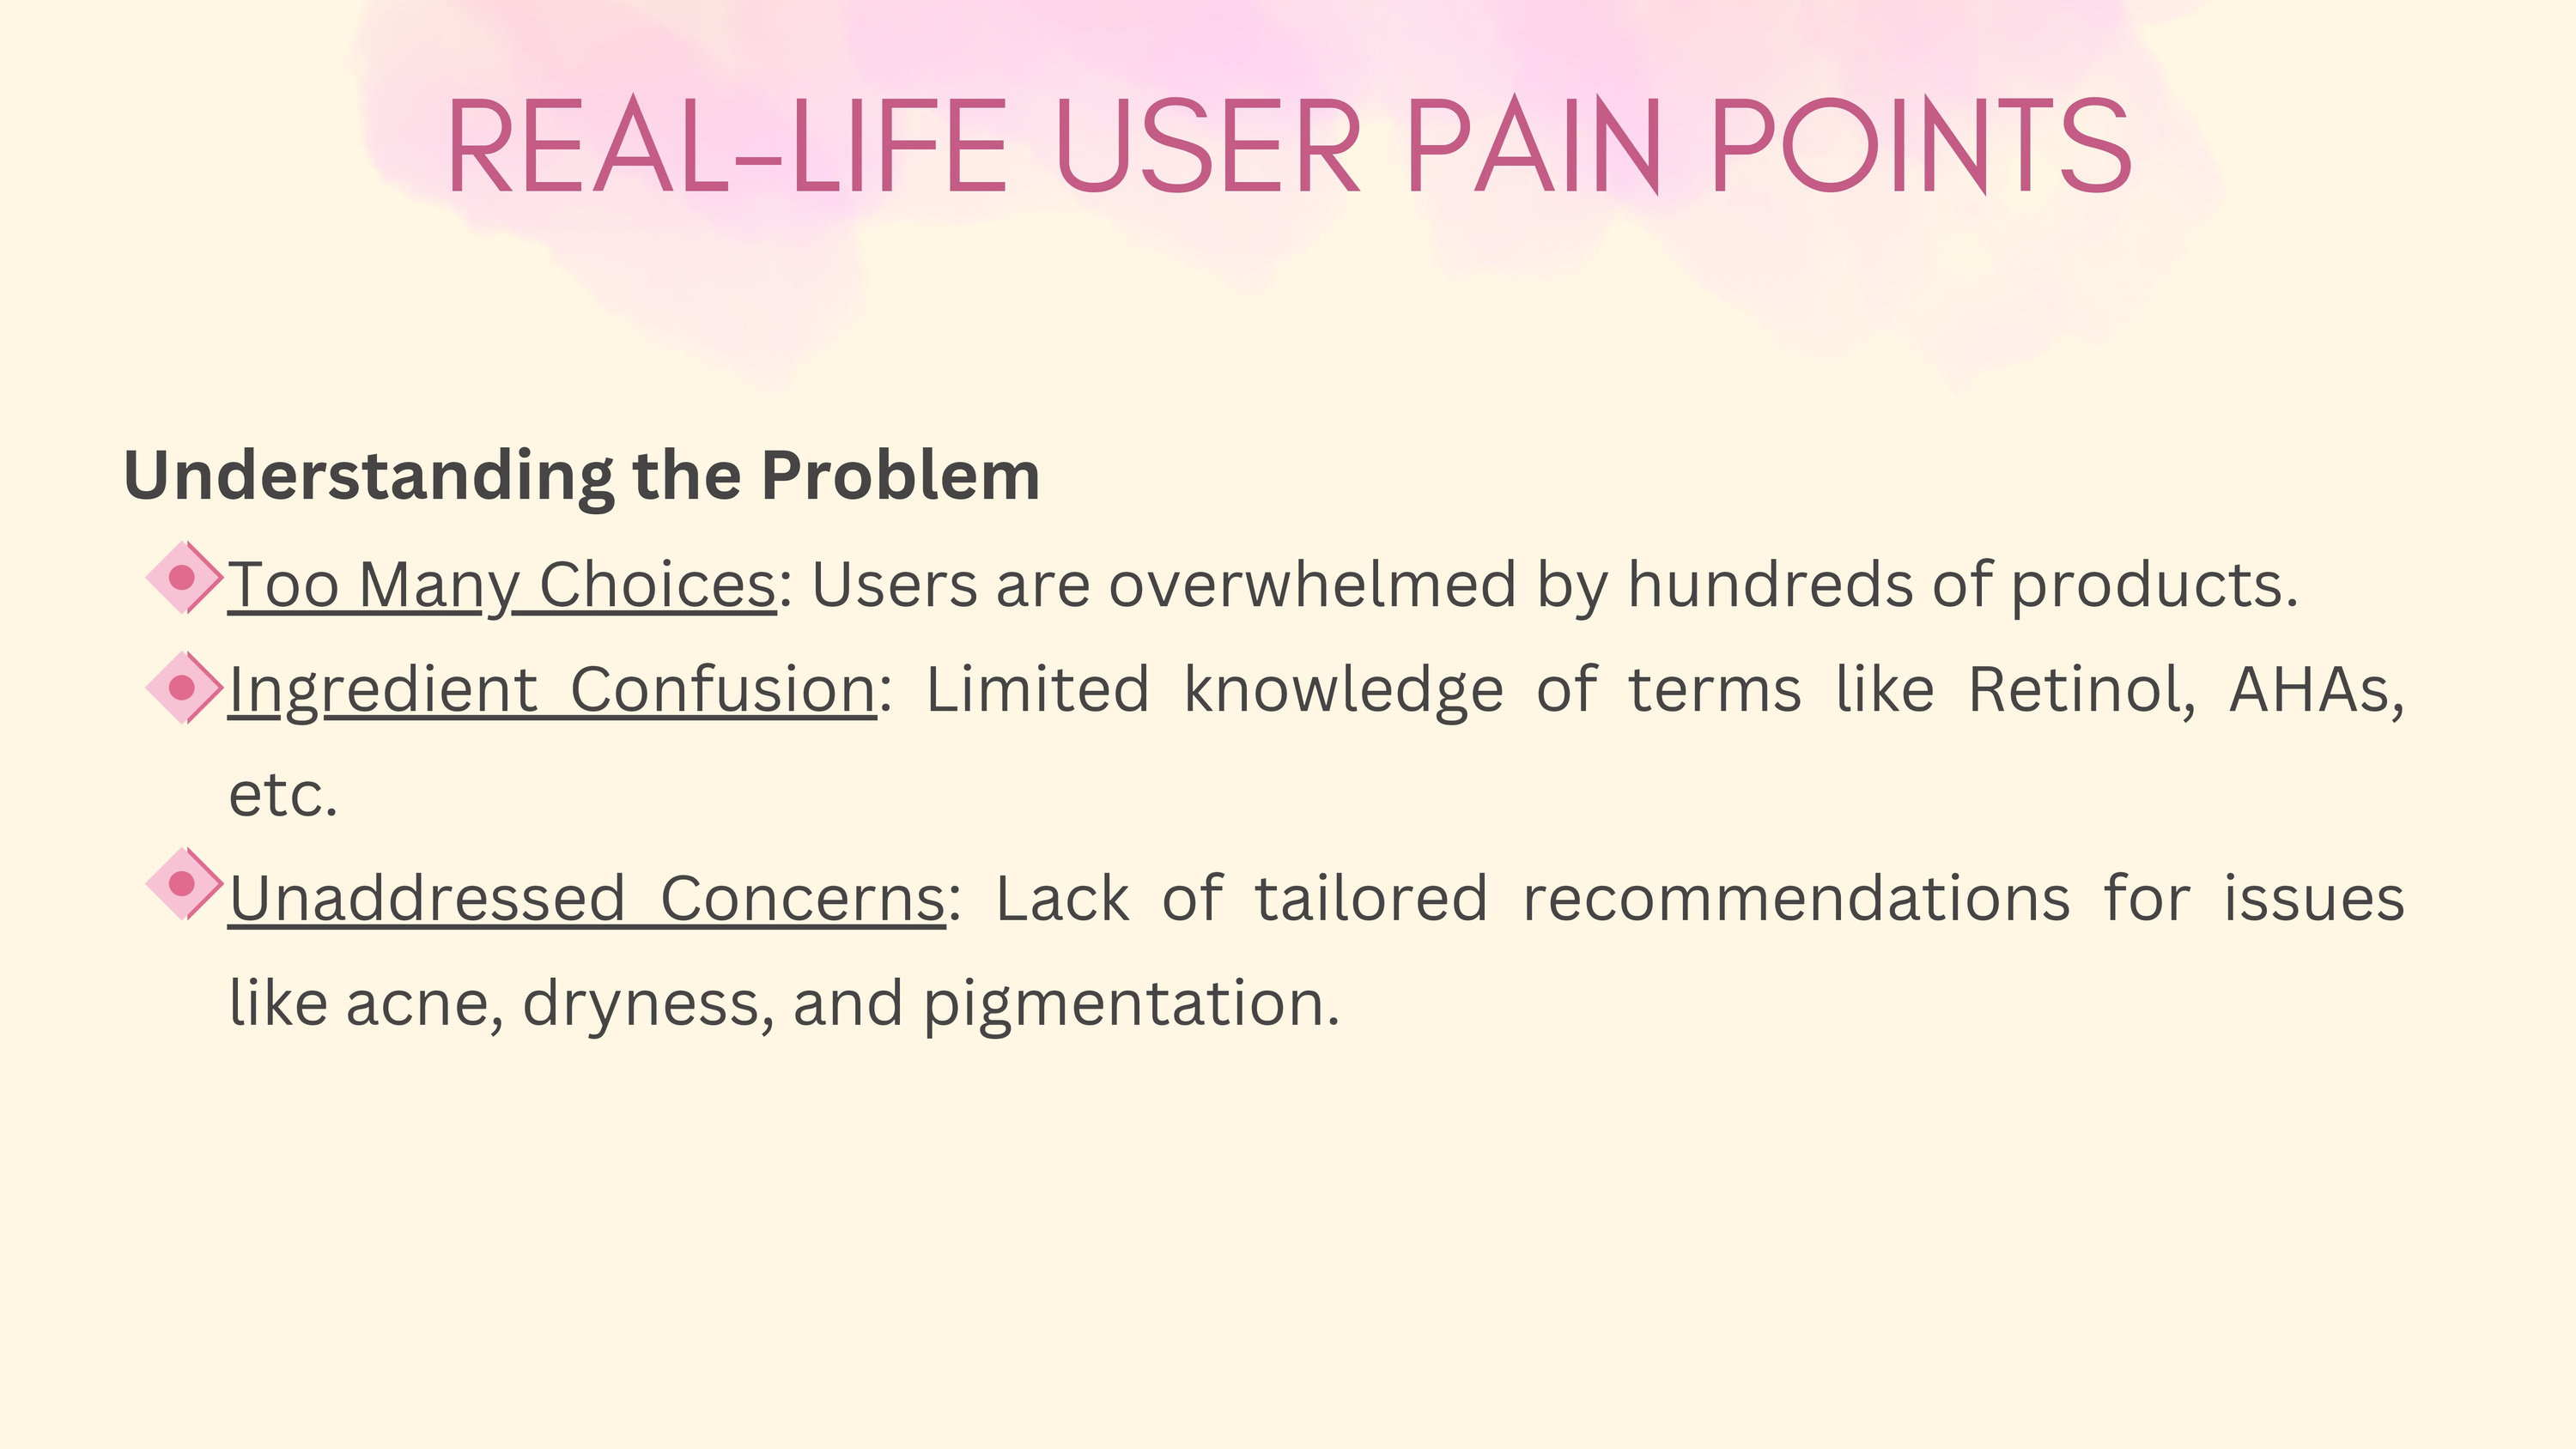 REAL-LIFE USER PAIN POINTS
Understanding the Problem
Too Many Choices: Users are overwhelmed by hundreds of products.
Ingredient Confusion: Limited knowledge of terms like Retinol, AHAs,
etc.
Unaddressed Concerns: Lack of tailored recommendations for issues
like acne, dryness, and pigmentation.